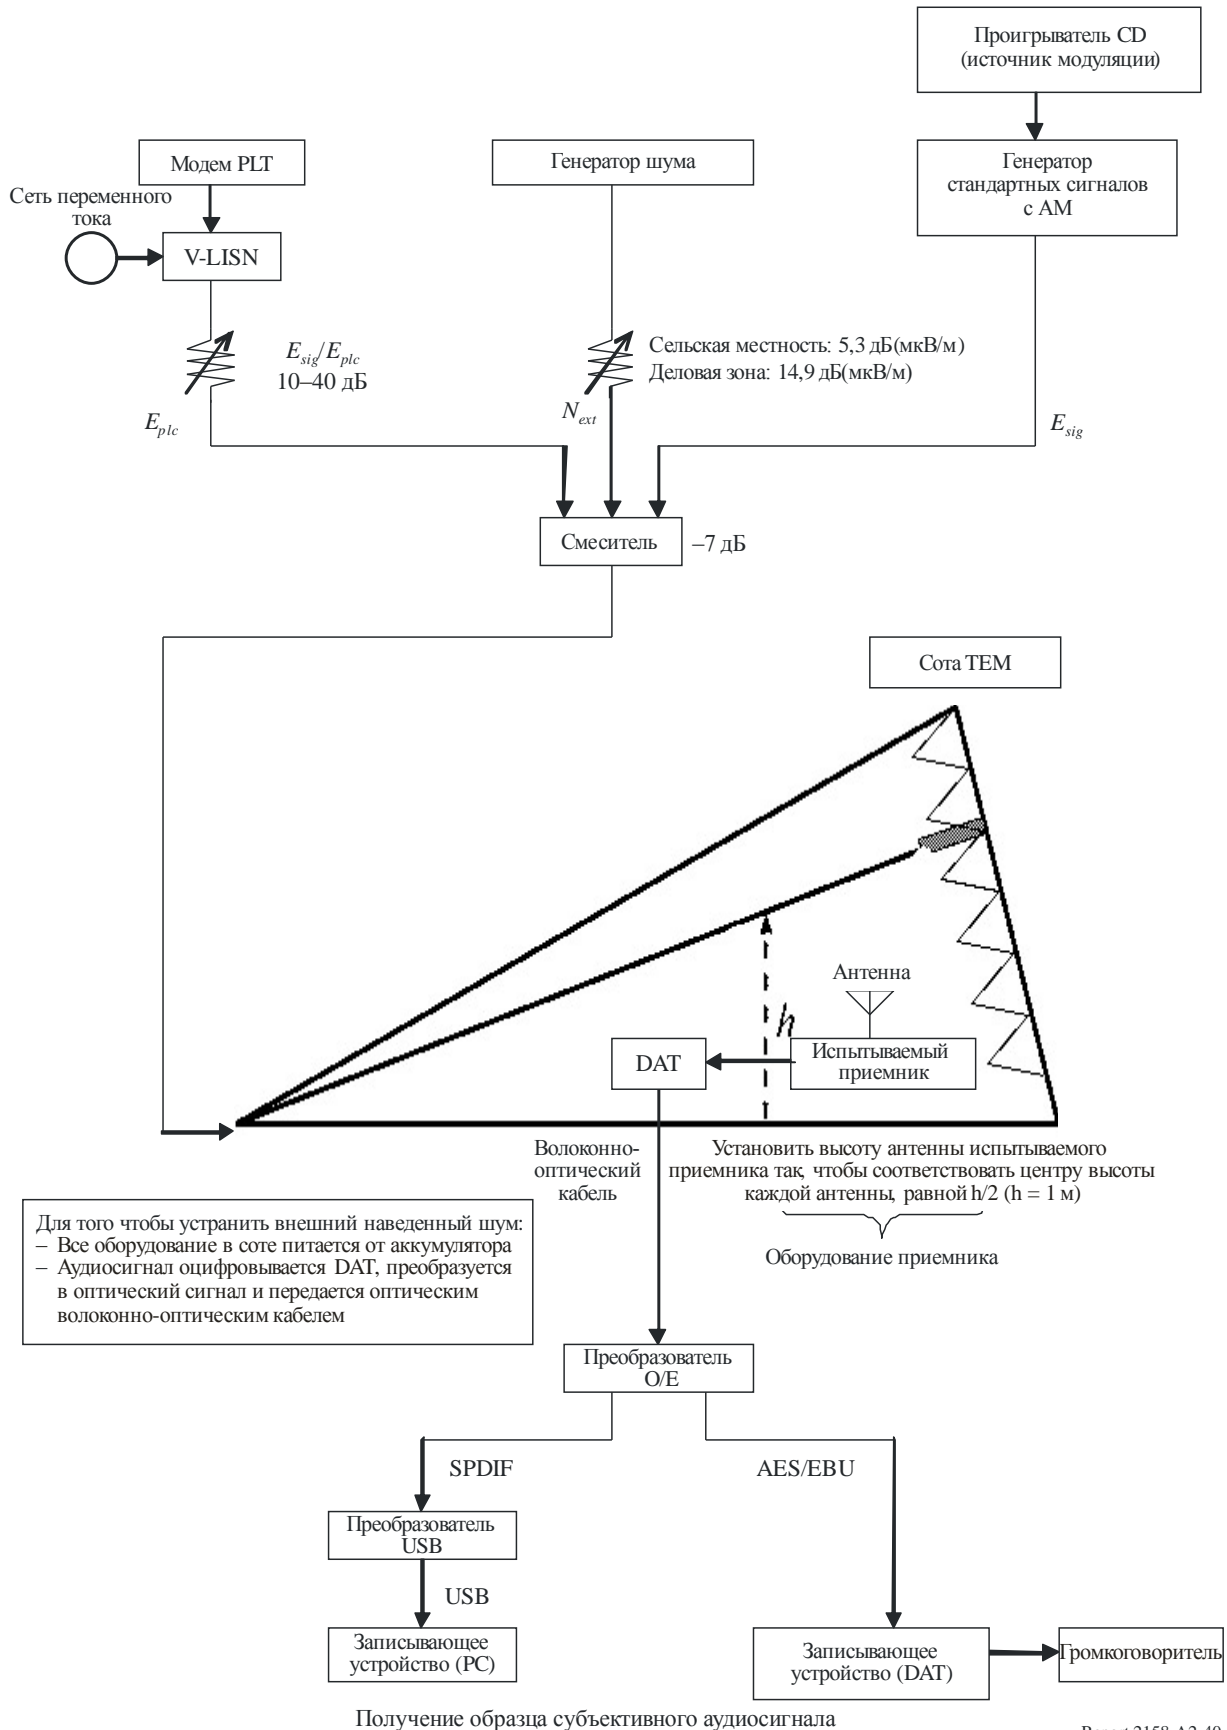 Проигрыватель CD
(источник модуляции)
Модем PLT
Генератор шума
Генератор
стандартных сигналов
с АМ
Сеть переменного
тока
V-LISN
E_sig/E_plc
10–40 дБ
Сельская местность: 5,3 дБ(мкВ/м)
Деловая зона: 14,9 дБ(мкВ/м)
E_plc
N_ext
E_sig
Смеситель
–7 дБ
Сота TEM
Антенна
h
DAT
Испытываемый
приемник
Волоконно-
оптический
кабель
Установить высоту антенны испытываемого
приемника так, чтобы соответствовать центру высоты
каждой антенны, равной h/2 (h = 1 м)
Оборудование приемника
Для того чтобы устранить внешний наведенный шум:
– Все оборудование в соте питается от аккумулятора
– Аудиосигнал оцифровывается DAT, преобразуется
в оптический сигнал и передается оптическим
волоконно-оптическим кабелем
Преобразователь
O/E
SPDIF
AES/EBU
Преобразователь
USB
USB
Записывающее
устройство (PC)
Записывающее
устройство (DAT)
Громкоговоритель
Получение образца субъективного аудиосигнала